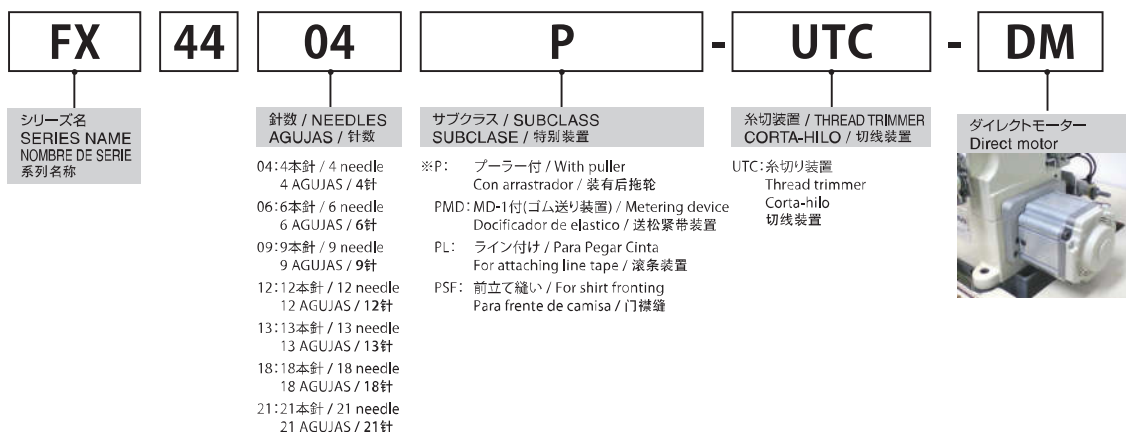 FX 44 04 P - UTC - DM
シリーズ名
SERIES NAME
NOMBRE DE SERIE
系列名称
針数 / NEEDLES
AGUJAS / 针数
04:4本針 / 4 needle
4 AGUJAS / 4针
06:6本針 / 6 needle
6 AGUJAS / 6针
09:9本針 / 9 needle
9 AGUJAS / 9针
12:12本針 / 12 needle
12 AGUJAS / 12针
13:13本針 / 13 needle
13 AGUJAS / 13针
18:18本針 / 18 needle
18 AGUJAS / 18针
21:21本針 / 21 needle
21 AGUJAS / 21针
サブクラス / SUBCLASS
SUBCLASE / 特别装置
※P: プーラー付 / With puller
Con arrastrador / 装有后拖轮
PMD:MD-1付(ゴム送り装置) / Metering device
Docificador de elastico / 送松紧带装置
PL: ライン付け / Para Pegar Cinta
For attaching line tape / 滚条装置
PSF: 前立て縫い / For shirt fronting
Para frente de camisa / 门襟缝
糸切装置 / THREAD TRIMMER
CORTA-HILO / 切线装置
UTC:糸切り装置
Thread trimmer
Corta-hilo
切线装置
ダイレクトモーター
Direct motor